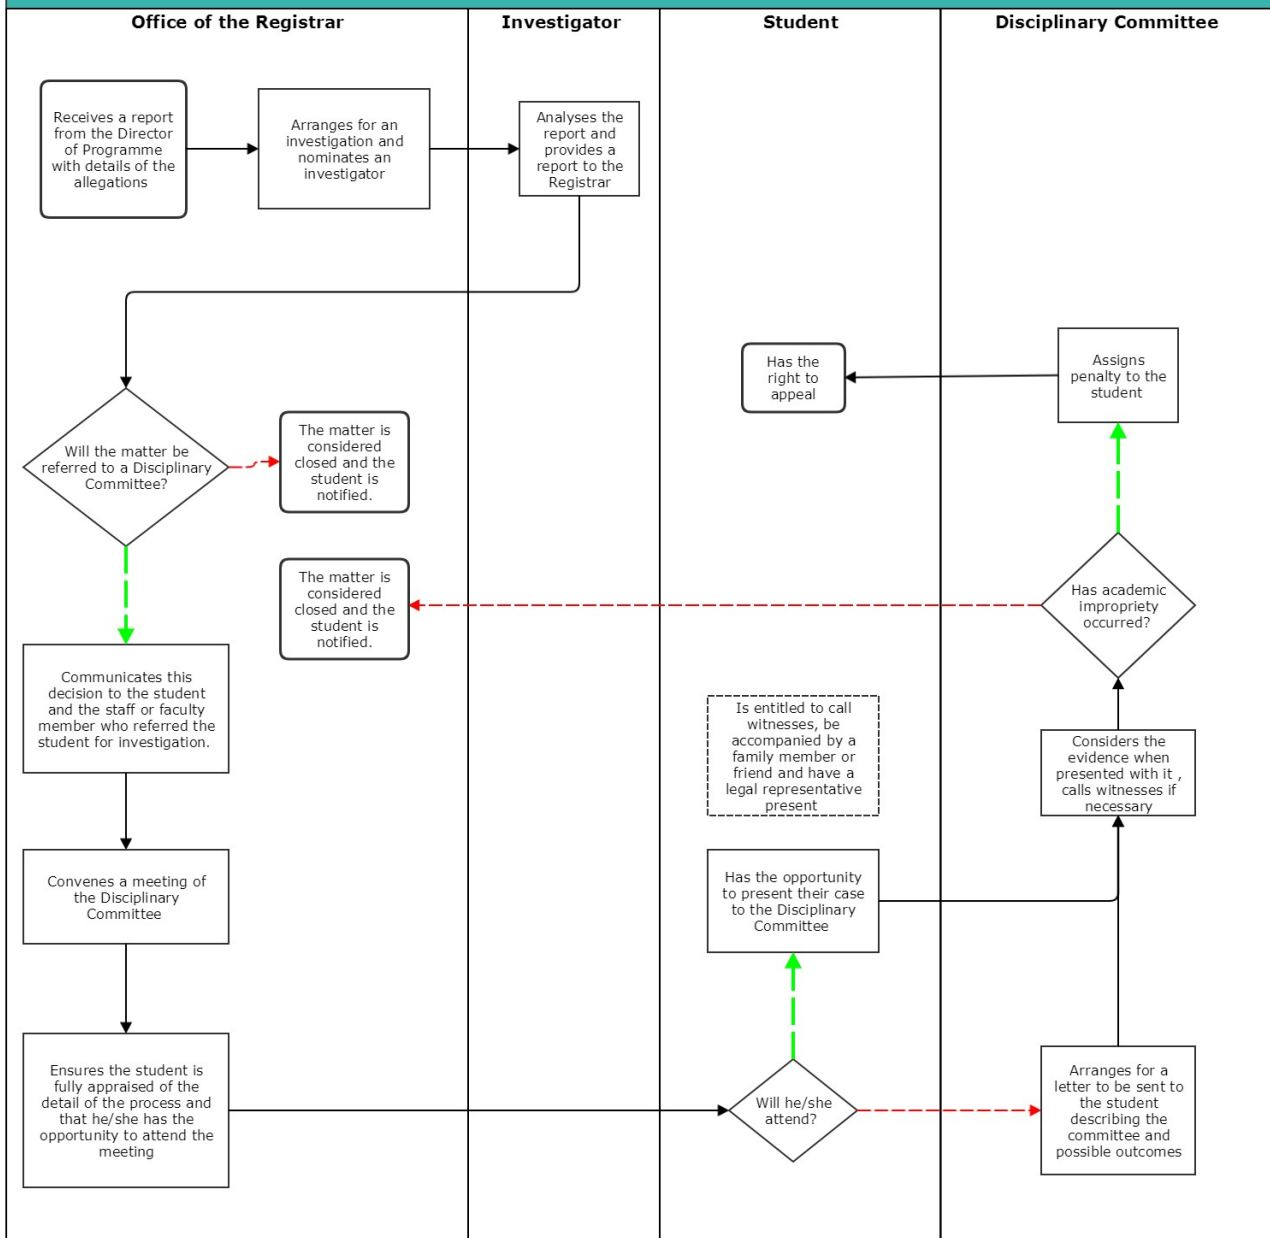 Office of the Registrar
Investigator
Student
Disciplinary Committee
Receives a report
from the Director
of Programme
with details of the
allegations
Arranges for an
investigation and
nominates an
investigator
Analyses the
report and
provides a
report to the
Registrar
Has the
right to
appeal
Assigns
penalty to the
student
Will the matter be
referred to a Disciplinary
Committee?
The matter is
considered
closed and the
student is
notified.
The matter is
considered
closed and the
student is
notified.
Has academic
impropriety
occurred?
Communicates this
decision to the student
and the staff or faculty
member who referred the
student for investigation.
Is entitled to call
witnesses, be
accompanied by a
family member or
friend and have a
legal representative
present
Considers the
evidence when
presented with it ,
calls witnesses if
necessary
Convenes a meeting of
the Disciplinary
Committee
Has the opportunity
to present their case
to the Disciplinary
Committee
Ensures the student is
fully appraised of the
detail of the process and
that he/she has the
opportunity to attend the
meeting
Will he/she
attend?
Arranges for a
letter to be sent to
the student
describing the
committee and
possible outcomes